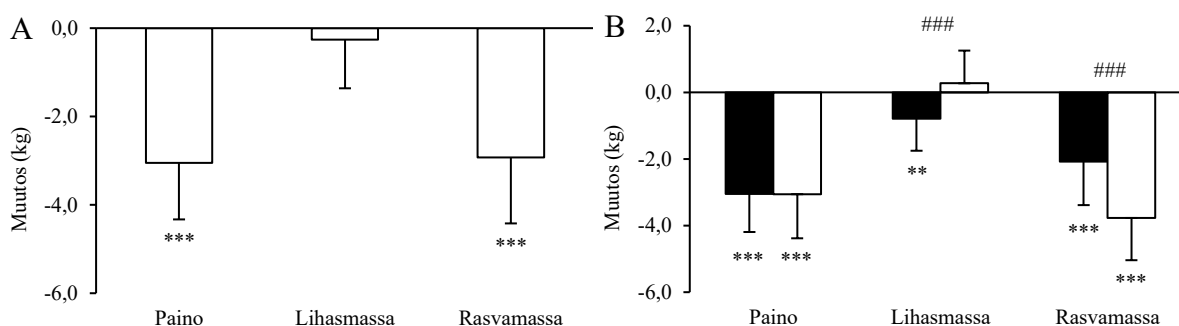 A
Muutos (kg)
0,0
-2,0
-4,0
-6,0
***
***
Paino Lihasmassa Rasvamassa
B
Muutos (kg)
2,0
0,0
-2,0
-4,0
-6,0
###
###
**
*** ***
***
***
Paino Lihasmassa Rasvamassa